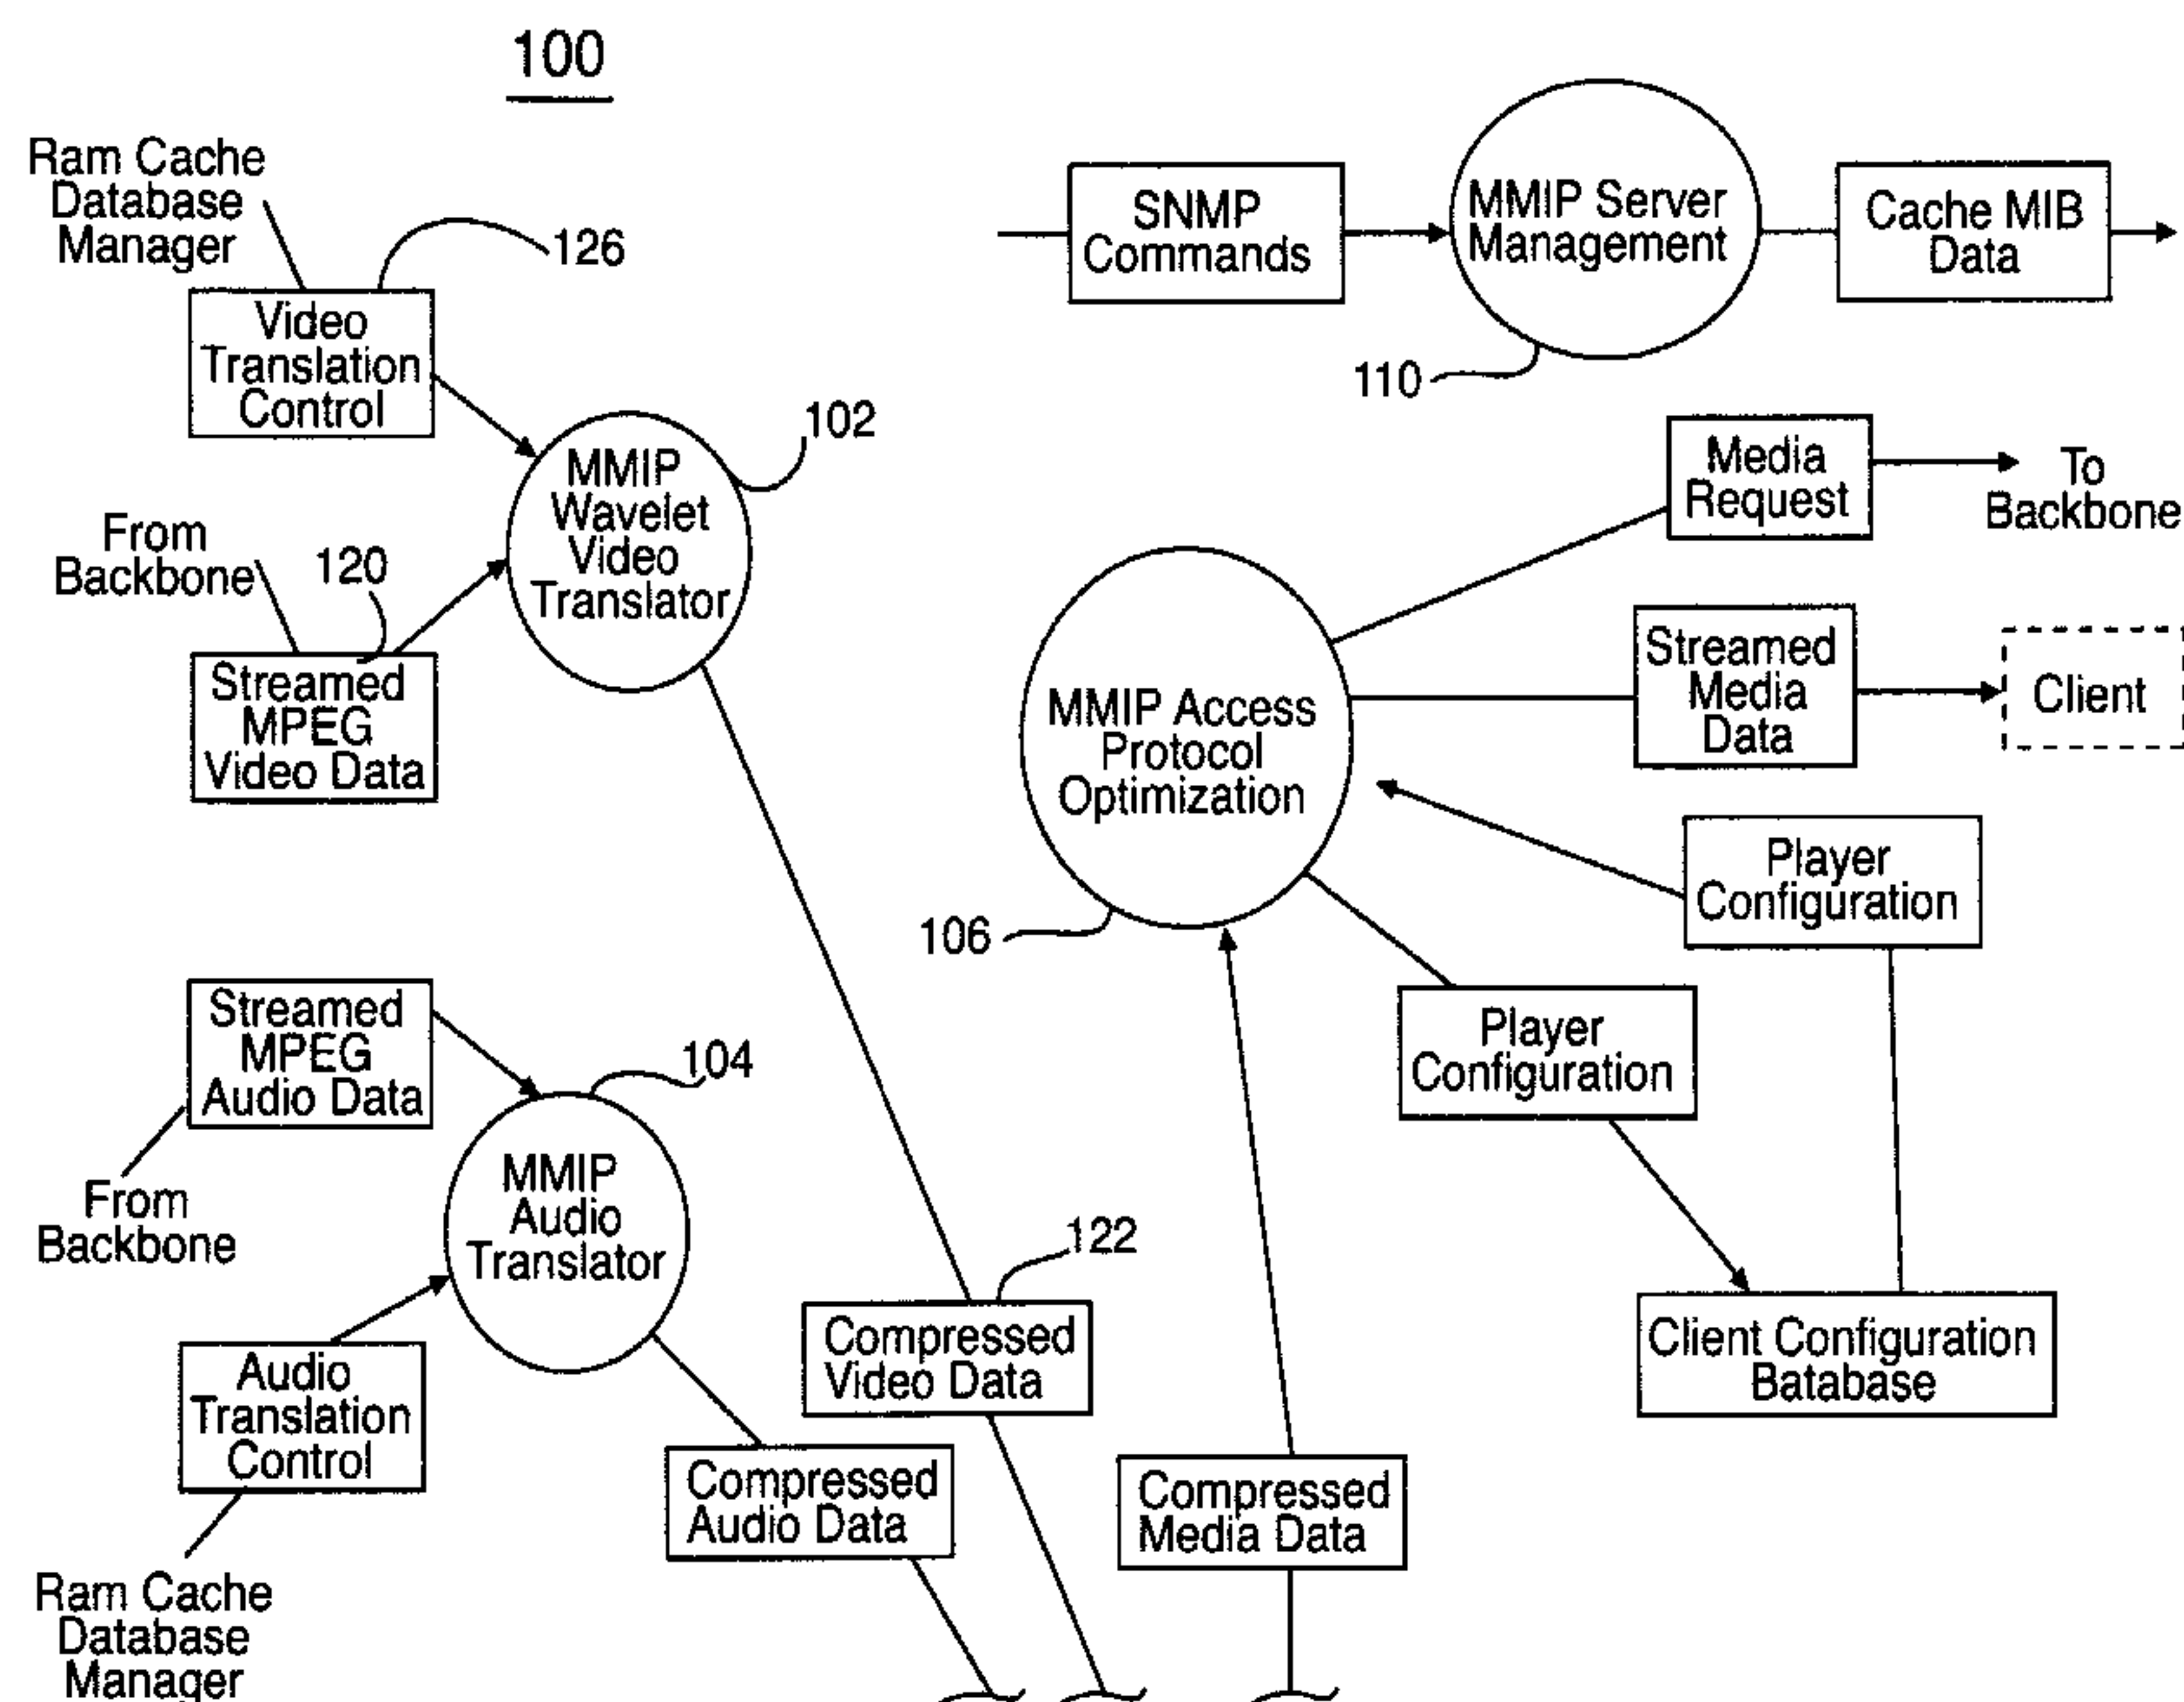 100
Ram Cache
Database
Manager
126
Video
Translation
Control
SNMP
Commands
MMIP Server
Management
Cache MIB
Data
110
102
MMIP
Wavelet
Video
Translator
From
Backbone
120
Streamed
MPEG
Video Data
Media
Request
To
Backbone
MMIP Access
Protocol
Optimization
Streamed
Media
Data
Client
Player
Configuration
106
Player
Configuration
Client Configuration
Batabase
Streamed
MPEG
Audio Data
104
From
Backbone
MMIP
Audio
Translator
122
Compressed
Video Data
Audio
Translation
Control
Compressed
Audio Data
Compressed
Media Data
Ram Cache
Database
Manager